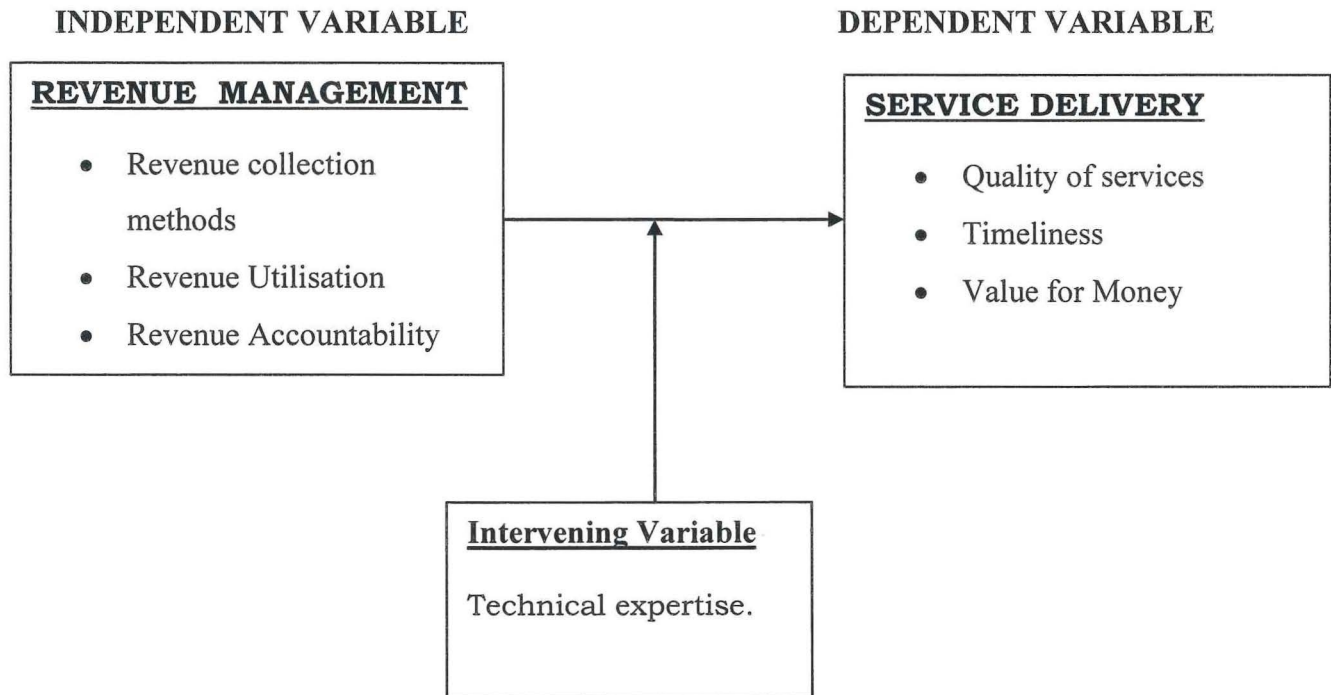 INDEPENDENT VARIABLE
DEPENDENT VARIABLE
REVENUE MANAGEMENT
• Revenue collection
methods
• Revenue Utilisation
• Revenue Accountability
SERVICE DELIVERY
• Quality of services
• Timeliness
• Value for Money
Intervening Variable
Technical expertise.